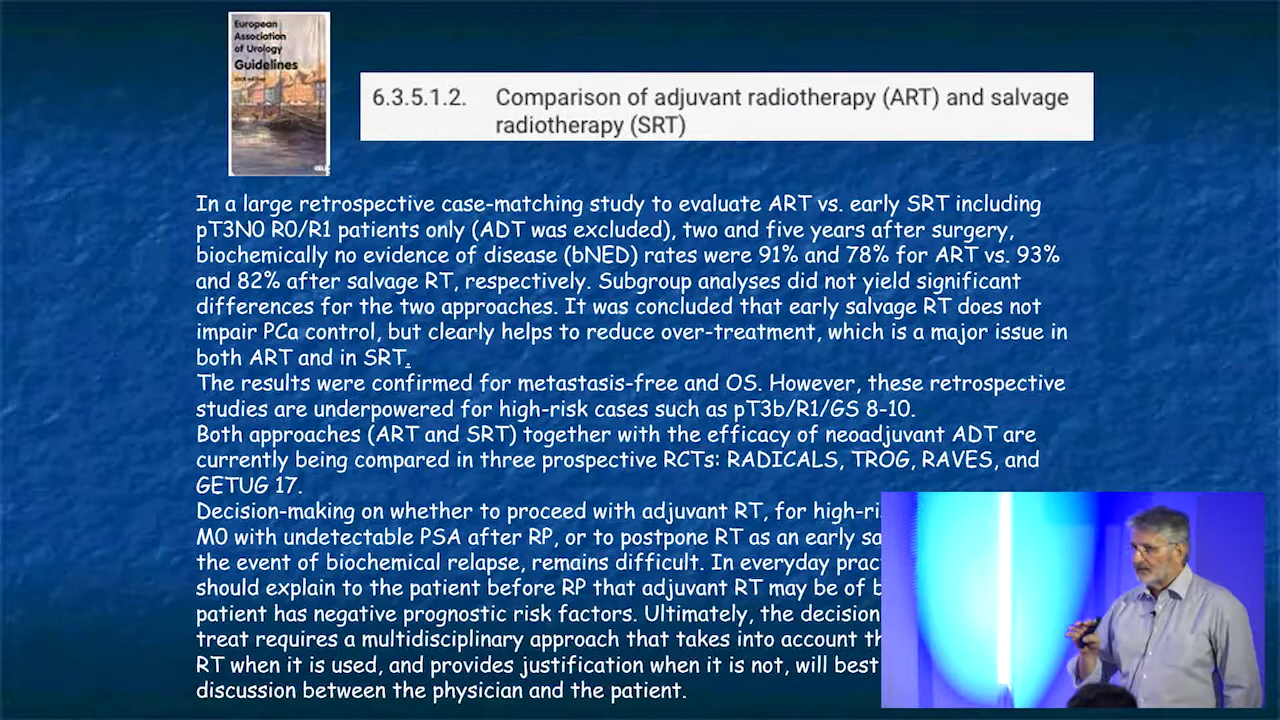 European
Association
of Urology
Guidelines
6.3.5.1.2. Comparison of adjuvant radiotherapy (ART) and salvage
radiotherapy (SRT)
In a large retrospective case-matching study to evaluate ART vs. early SRT including
pT3N0 R0/R1 patients only (ADT was excluded), two and five years after surgery,
biochemically no evidence of disease (bNED) rates were 91% and 78% for ART vs. 93%
and 82% after salvage RT, respectively. Subgroup analyses did not yield significant
differences for the two approaches. It was concluded that early salvage RT does not
impair PCa control, but clearly helps to reduce over-treatment, which is a major issue in
both ART and in SRT.
The results were confirmed for metastasis-free and OS. However, these retrospective
studies are underpowered for high-risk cases such as pT3b/R1/GS 8-10.
Both approaches (ART and SRT) together with the efficacy of neoadjuvant ADT are
currently being compared in three prospective RCTs: RADICALS, TROG, RAVES, and
GETUG 17.
Decision-making on whether to proceed with adjuvant RT, for high-ri
M0 with undetectable PSA after RP, or to postpone RT as an early sa
the event of biochemical relapse, remains difficult. In everyday prac
should explain to the patient before RP that adjuvant RT may be of b
patient has negative prognostic risk factors. Ultimately, the decision
treat requires a multidisciplinary approach that takes into account th
RT when it is used, and provides justification when it is not, will best
discussion between the physician and the patient.